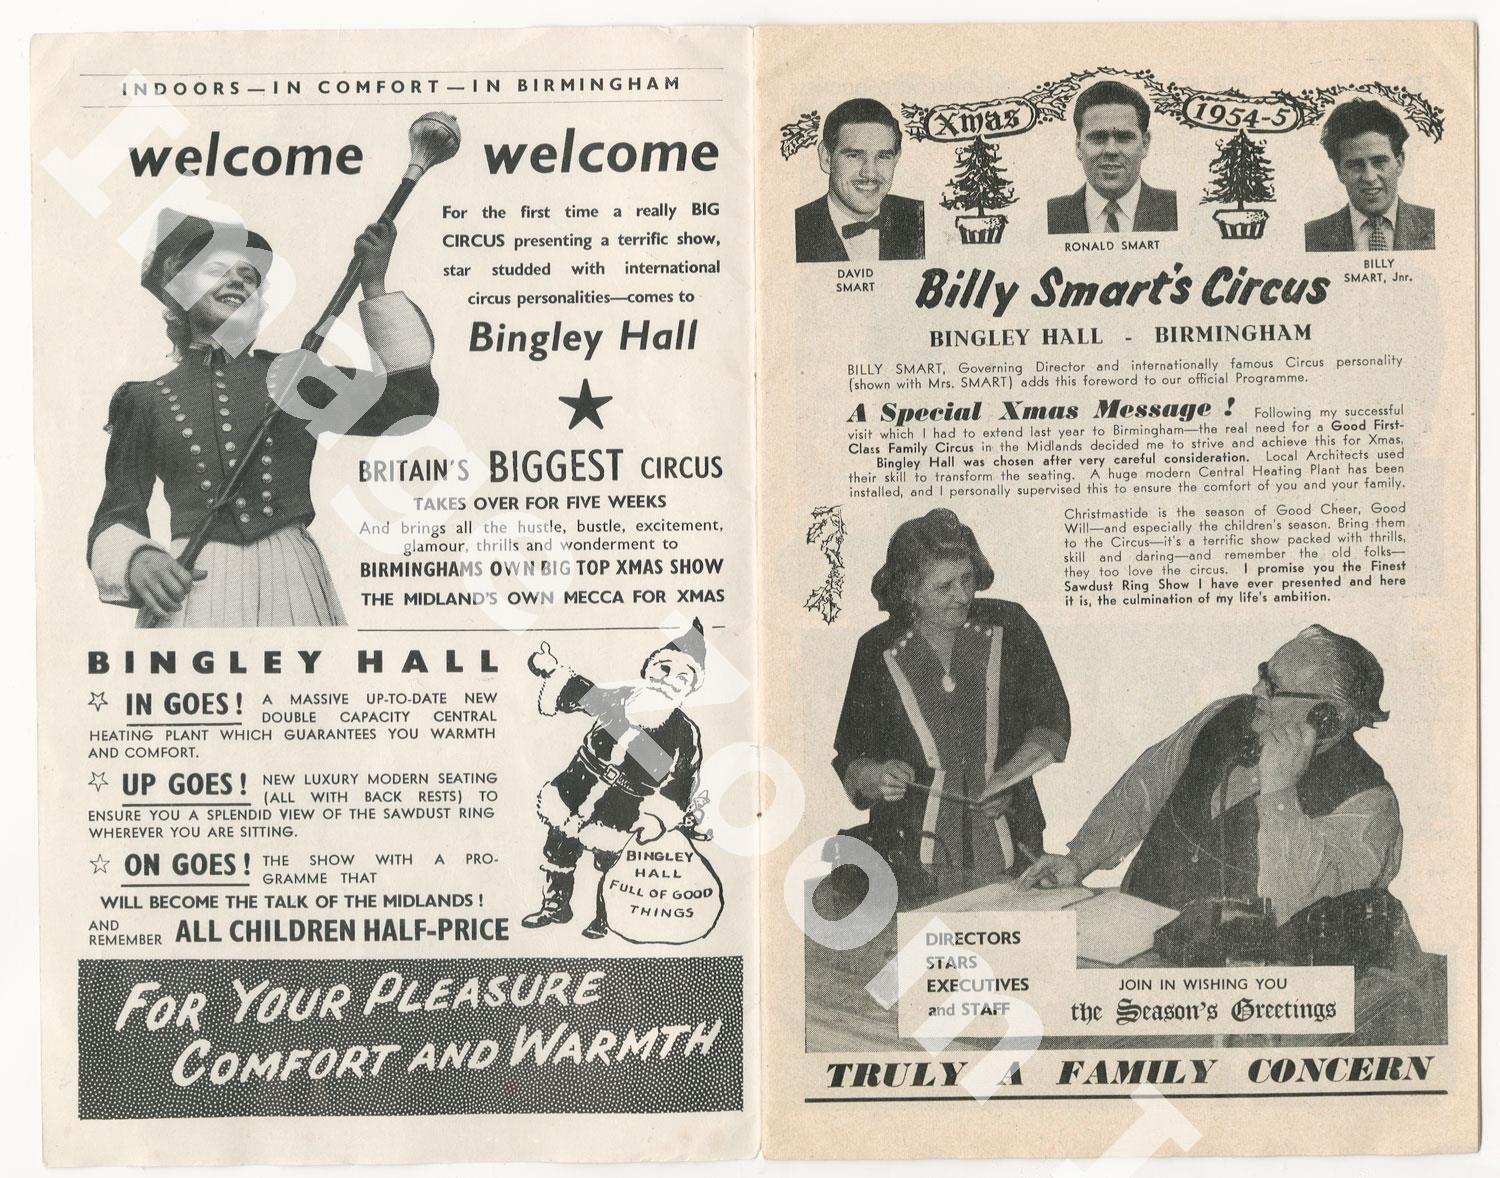 INDOORS—IN COMFORT—IN BIRMINGHAM
welcome welcome
For the first time a really BIG
CIRCUS presenting a terrific show,
star studded with international
circus personalities—comes to
Bingley Hall
BRITAIN'S BIGGEST CIRCUS
TAKES OVER FOR FIVE WEEKS
And brings all the hustle, bustle, excitement,
glamour, thrills and wonderment to
BIRMINGHAMS OWN BIG TOP XMAS SHOW
THE MIDLAND'S OWN MECCA FOR XMAS
BINGLEY HALL
IN GOES! A MASSIVE UP-TO-DATE NEW
DOUBLE CAPACITY CENTRAL
HEATING PLANT WHICH GUARANTEES YOU WARMTH
AND COMFORT.
UP GOES! NEW LUXURY MODERN SEATING
(ALL WITH BACK RESTS) TO
ENSURE YOU A SPLENDID VIEW OF THE SAWDUST RING
WHEREVER YOU ARE SITTING.
ON GOES! THE SHOW WITH A PRO-
GRAMME THAT
WILL BECOME THE TALK OF THE MIDLANDS!
AND
REMEMBER ALL CHILDREN HALF-PRICE
BINGLEY
HALL
FULL OF GOOD
THINGS
FOR YOUR PLEASURE
COMFORT AND WARMTH
Xmas 1954-5
DAVID
SMART
RONALD SMART
BILLY
SMART, Jnr.
Billy Smart's Circus
BINGLEY HALL - BIRMINGHAM
BILLY SMART, Governing Director and internationally famous Circus personality
(shown with Mrs. SMART) adds this foreword to our official Programme.
A Special Xmas Message! Following my successful
visit which I had to extend last year to Birmingham—the real need for a Good First-
Class Family Circus in the Midlands decided me to strive and achieve this for Xmas,
Bingley Hall was chosen after very careful consideration. Local Architects used
their skill to transform the seating. A huge modern Central Heating Plant has been
installed, and I personally supervised this to ensure the comfort of you and your family.
Christmastide is the season of Good Cheer, Good
Will—and especially the children's season. Bring them
to the Circus—it's a terrific show packed with thrills,
skill and daring—and remember the old folks—
they too love the circus. I promise you the Finest
Sawdust Ring Show I have ever presented and here
it is, the culmination of my life's ambition.
DIRECTORS
STARS
EXECUTIVES
and STAFF
JOIN IN WISHING YOU
the Season's Greetings
TRULY A FAMILY CONCERN